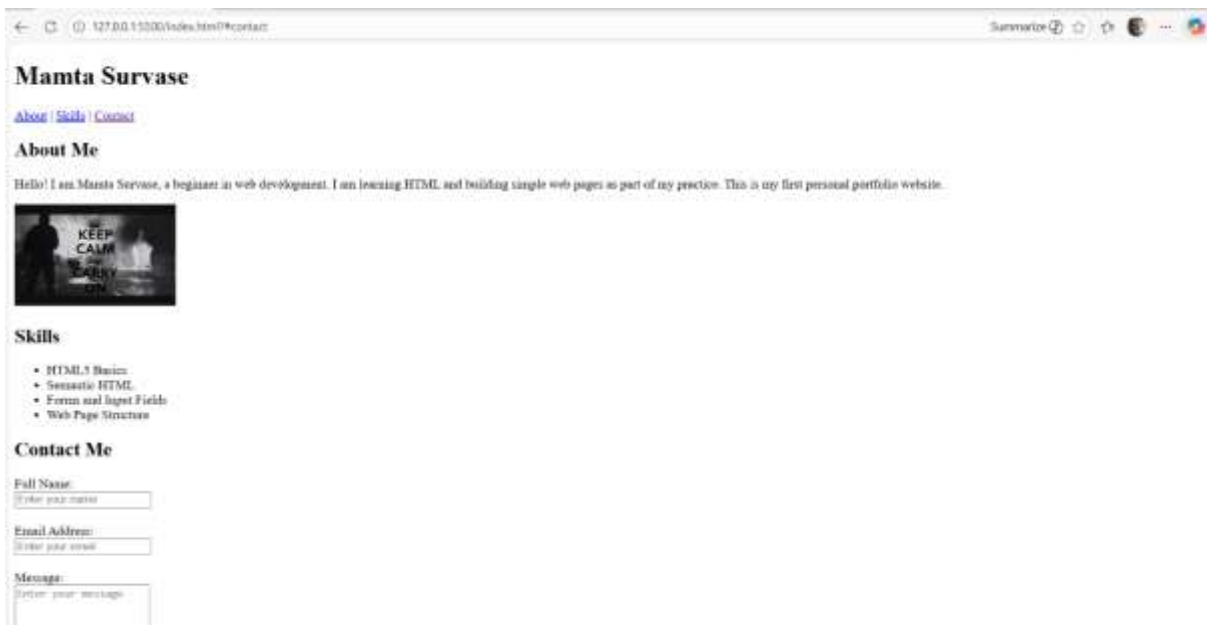 127.0.0.1:5500/index.html?#contact
Summarize
Mamta Survase
About | Skills | Contact
About Me
Hello! I am Mamta Survase, a beginner in web development. I am learning HTML and building simple web pages as part of my practice. This is my first personal portfolio website.
KEEP
CALM
CARRY
ON
Skills
• HTML5 Basics
• Semantic HTML
• Forms and Input Fields
• Web Page Structure
Contact Me
Full Name:
Enter your name
Email Address:
Enter your email
Message:
Enter your message